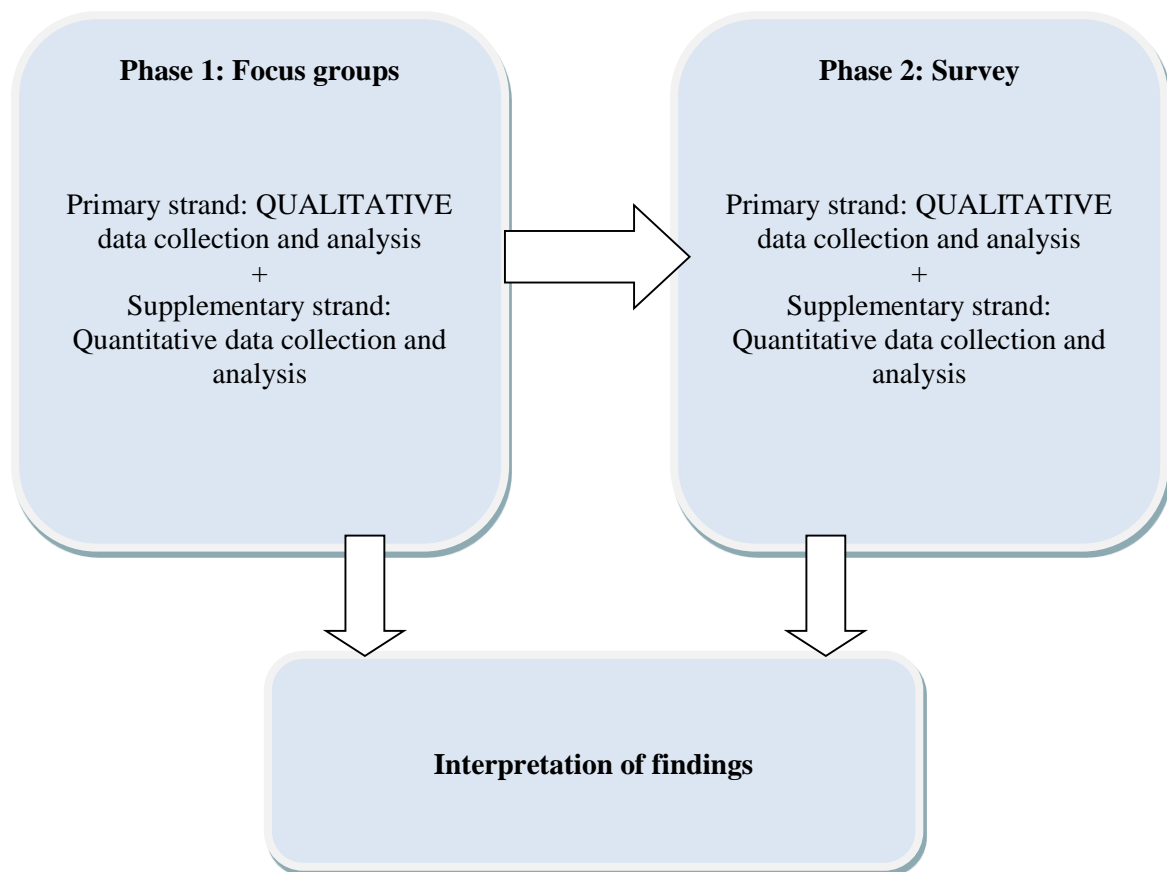 Phase 1: Focus groups
Primary strand: QUALITATIVE
data collection and analysis
+
Supplementary strand:
Quantitative data collection and
analysis
Phase 2: Survey
Primary strand: QUALITATIVE
data collection and analysis
+
Supplementary strand:
Quantitative data collection and
analysis
Interpretation of findings